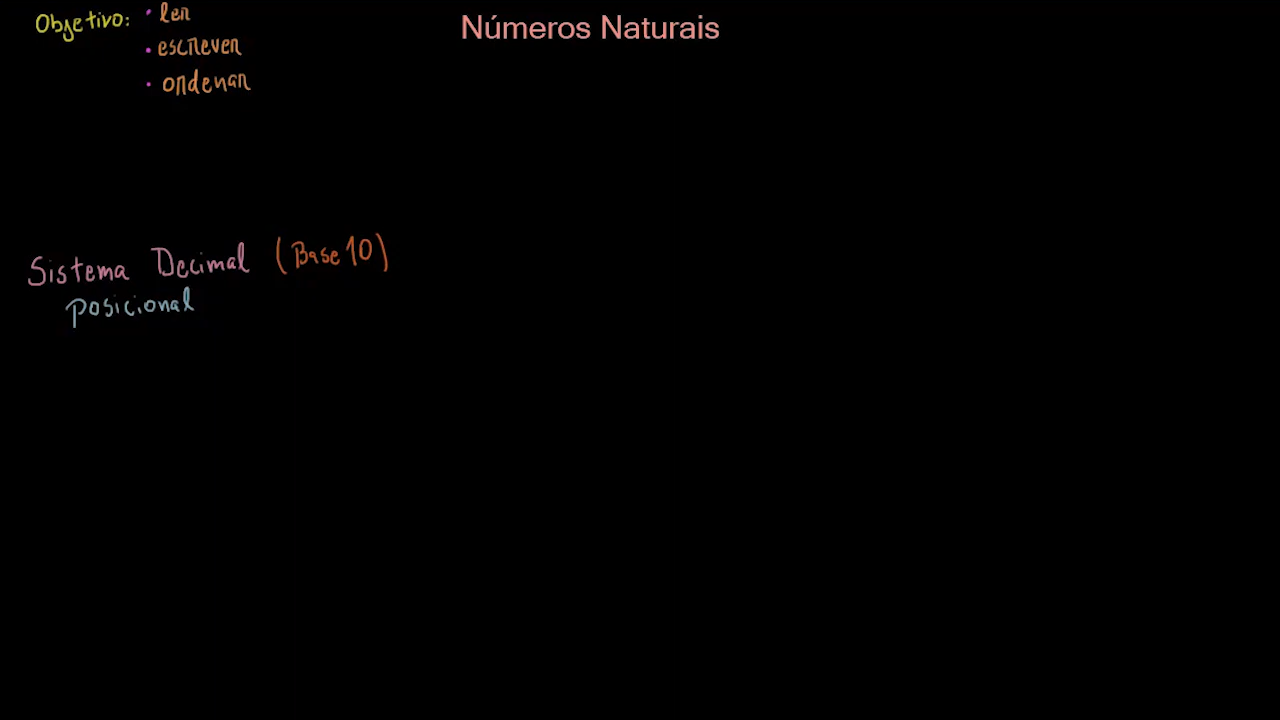 Números Naturais
Objetivo: • ler
• escrever
• ordenar
Sistema Decimal (Base 10)
posicional